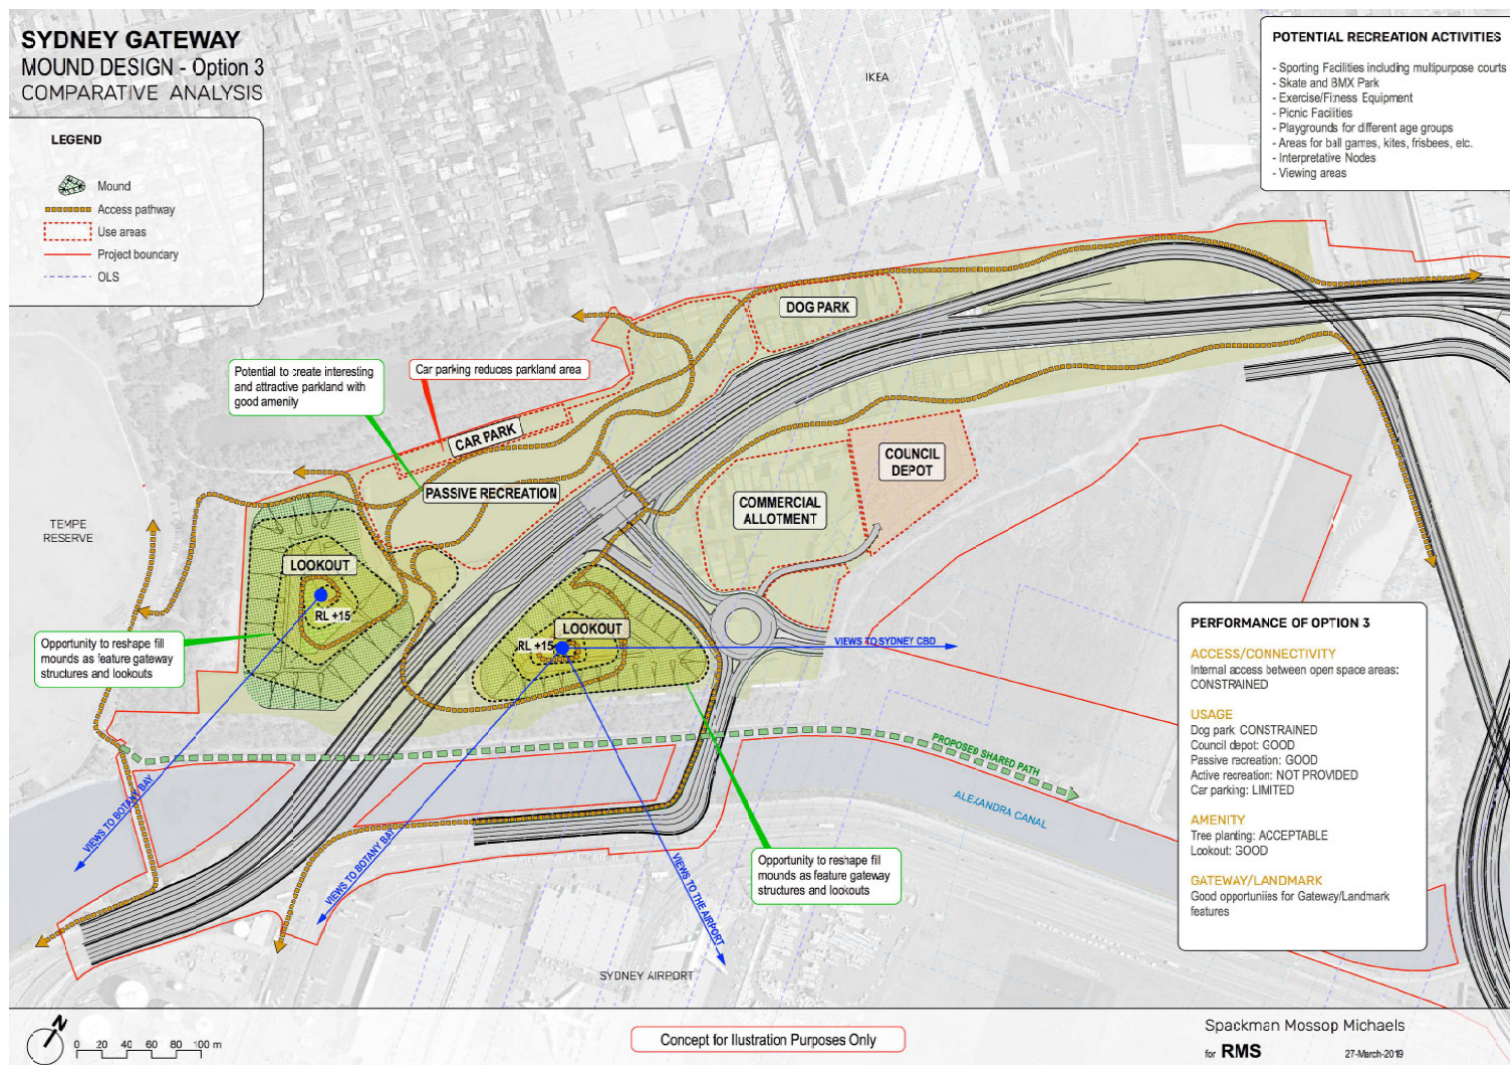 SYDNEY GATEWAY
MOUND DESIGN - Option 3
COMPARATIVE ANALYSIS
LEGEND
Mound
Access pathway
Use areas
Project boundary
OLS
IKEA
POTENTIAL RECREATION ACTIVITIES
- Sporting Facilities including multipurpose courts
- Skate and BMX Park
- Exercise/Fitness Equipment
- Picnic Facilities
- Playgrounds for different age groups
- Areas for ball games, kites, frisbees, etc.
- Interpretative Nodes
- Viewing areas
DOG PARK
Potential to create interesting
and attractive parkland with
good amenity
Car parking reduces parkland area
CAR PARK
PASSIVE RECREATION
COUNCIL
DEPOT
COMMERCIAL
ALLOTMENT
TEMPE
RESERVE
LOOKOUT
RL +15
LOOKOUT
RL +15
VIEWS TO SYDNEY CBD
Opportunity to reshape fill
mounds as feature gateway
structures and lookouts
PROPOSED SHARED PATH
ALEXANDRA CANAL
VIEWS TO BOTANY BAY
VIEWS TO BOTANY BAY
VIEWS TO THE AIRPORT
Opportunity to reshape fill
mounds as feature gateway
structures and lookouts
SYDNEY AIRPORT
PERFORMANCE OF OPTION 3
ACCESS/CONNECTIVITY
Internal access between open space areas:
CONSTRAINED
USAGE
Dog park CONSTRAINED
Council depot: GOOD
Passive recreation: GOOD
Active recreation: NOT PROVIDED
Car parking: LIMITED
AMENITY
Tree planting: ACCEPTABLE
Lookout: GOOD
GATEWAY/LANDMARK
Good opportuniies for Gateway/Landmark
features
N
0 20 40 60 80 100 m
Concept for Ilustration Purposes Only
Spackman Mossop Michaels
for RMS 27-March-2019